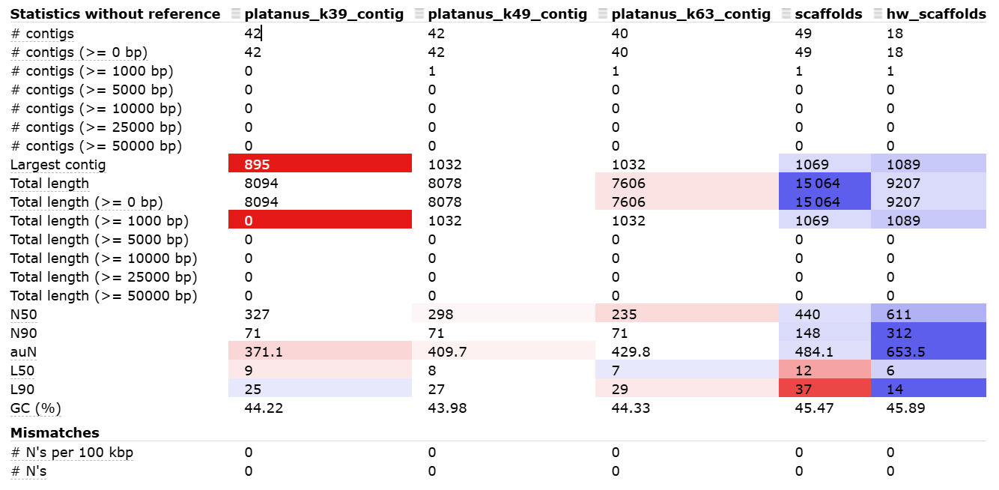 Statistics without reference platanus_k39_contig platanus_k49_contig platanus_k63_contig scaffolds hw_scaffolds
# contigs 42 42 40 49 18
# contigs (>= 0 bp) 42 42 40 49 18
# contigs (>= 1000 bp) 0 1 1 1 1
# contigs (>= 5000 bp) 0 0 0 0 0
# contigs (>= 10000 bp) 0 0 0 0 0
# contigs (>= 25000 bp) 0 0 0 0 0
# contigs (>= 50000 bp) 0 0 0 0 0
Largest contig 895 1032 1032 1069 1089
Total length 8094 8078 7606 15 064 9207
Total length (>= 0 bp) 8094 8078 7606 15 064 9207
Total length (>= 1000 bp) 0 1032 1032 1069 1089
Total length (>= 5000 bp) 0 0 0 0 0
Total length (>= 10000 bp) 0 0 0 0 0
Total length (>= 25000 bp) 0 0 0 0 0
Total length (>= 50000 bp) 0 0 0 0 0
N50 327 298 235 440 611
N90 71 71 71 148 312
auN 371.1 409.7 429.8 484.1 653.5
L50 9 8 7 12 6
L90 25 27 29 37 14
GC (%) 44.22 43.98 44.33 45.47 45.89
Mismatches
# N's per 100 kbp 0 0 0 0 0
# N's 0 0 0 0 0